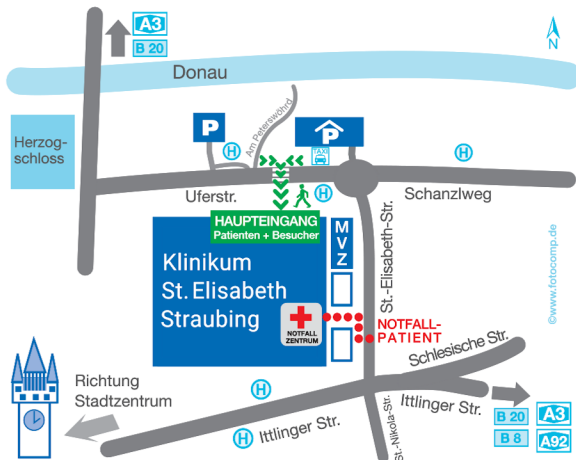 A3
B 20
N
Donau
Am Peterswöhrd
P
P
TAXI
Herzog-
schloss
H
H
H
Uferstr.
Schanzlweg
HAUPTEINGANG
Patienten + Besucher
M
V
Z
St.-Elisabeth-Str.
Klinikum
St. Elisabeth
Straubing
NOTFALL
ZENTRUM
NOTFALL-
PATIENT
©www.fotocomp.de
Schlesische Str.
Richtung
Stadtzentrum
H
H
Ittlinger Str.
St.-Nikola-Str.
Ittlinger Str.
B 20
A3
B 8
A92